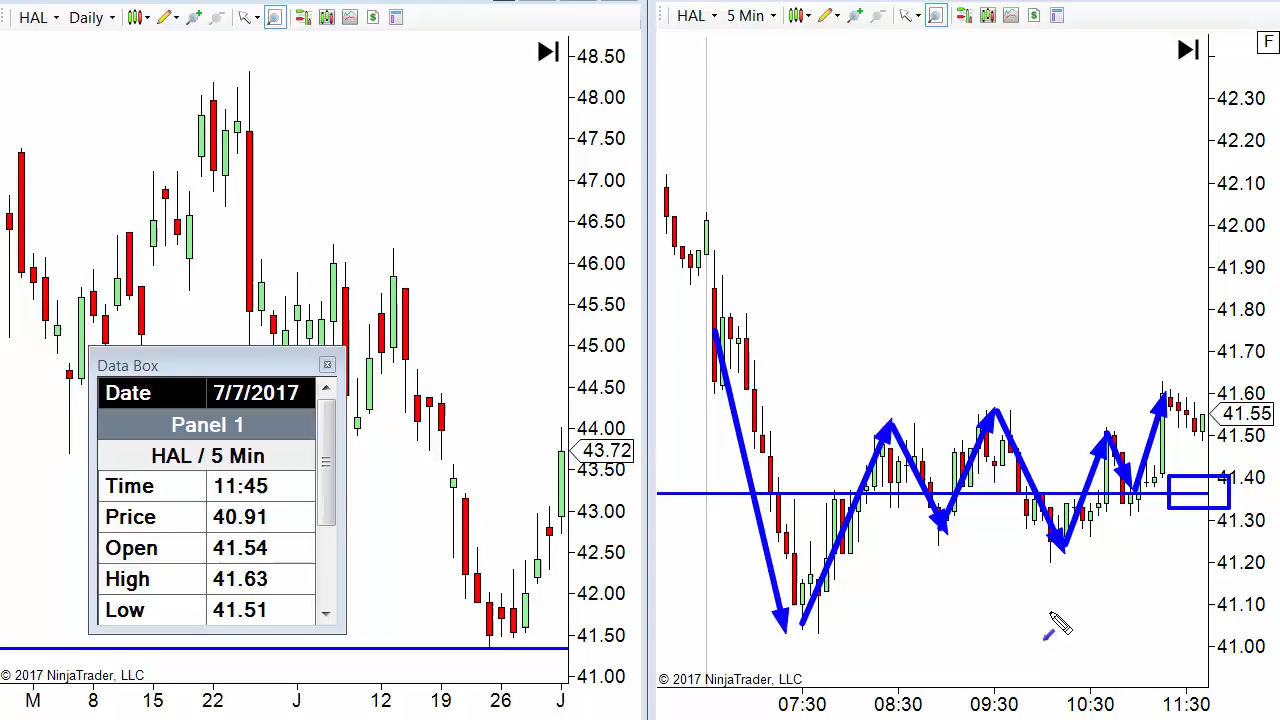 HAL Daily
HAL 5 Min
F
48.50
48.00
47.50
47.00
46.50
46.00
45.50
45.00
44.50
44.00
43.72
43.50
43.00
42.50
42.00
41.50
41.00
Data Box
Date 7/7/2017
Panel 1
HAL / 5 Min
Time 11:45
Price 40.91
Open 41.54
High 41.63
Low 41.51
© 2017 NinjaTrader, LLC
M 8 15 22 J 12 19 26 J
42.30
42.20
42.10
42.00
41.90
41.80
41.70
41.60
41.55
41.50
41.40
41.30
41.20
41.10
41.00
© 2017 NinjaTrader, LLC
07:30 08:30 09:30 10:30 11:30